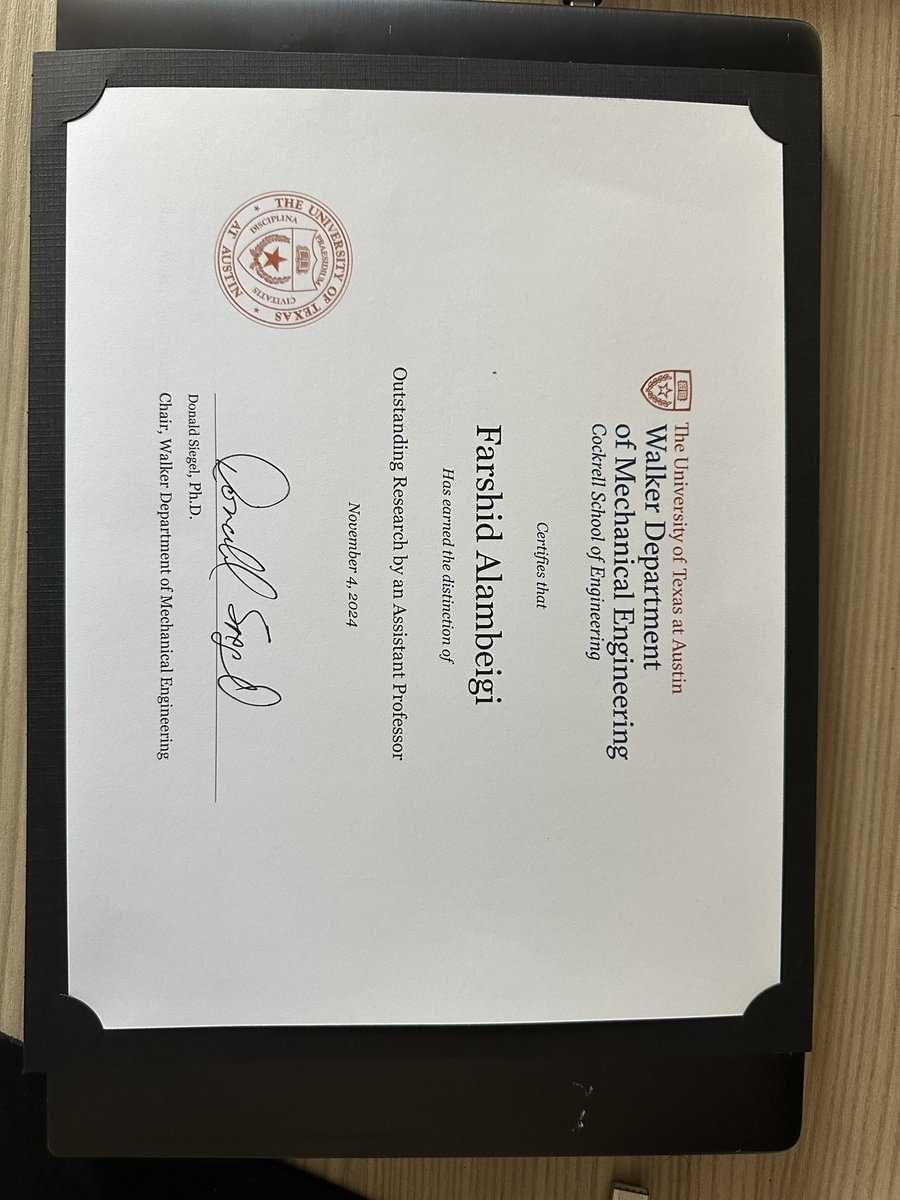 The University of Texas at Austin
Walker Department
of Mechanical Engineering
Cockrell School of Engineering
Certifies that
Farshid Alambeigi
Has earned the distinction of
Outstanding Research by an Assistant Professor
November 4, 2024
THE UNIVERSITY OF TEXAS
AT AUSTIN
DISCIPLINA PRAESIDIUM CIVITATIS
Donald Siegel
Donald Siegel, Ph.D.
Chair, Walker Department of Mechanical Engineering